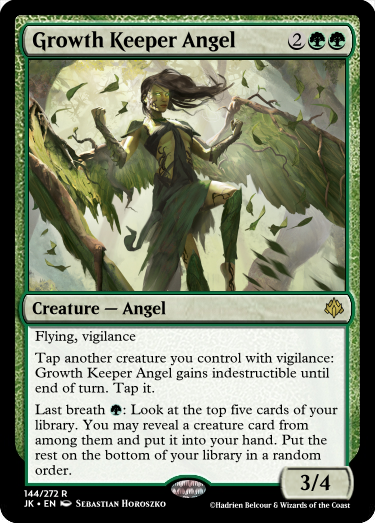 Growth Keeper Angel 2
Creature — Angel
Flying, vigilance
Tap another creature you control with vigilance:
Growth Keeper Angel gains indestructible until
end of turn. Tap it.
Last breath : Look at the top five cards of your
library. You may reveal a creature card from
among them and put it into your hand. Put the
rest on the bottom of your library in a random
order.
3/4
144/272 R
JK • EN Sebastian Horoszko
©Hadrien Belcour & Wizards of the Coast